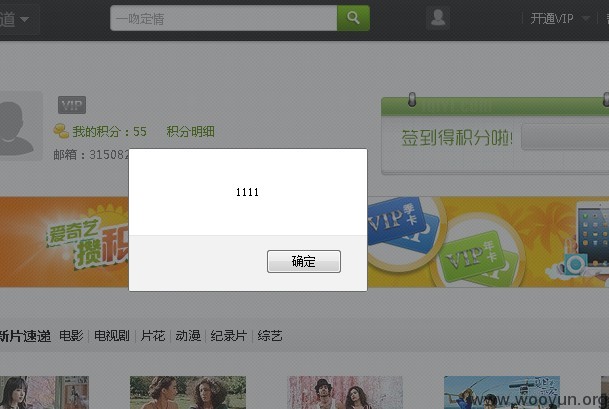 道
一吻定情
开通VIP
VIP
我的积分：55 积分明细
邮箱：315082
签到得积分啦!
1111
确定
爱奇艺
攒积
VIP季卡
VIP年卡
新片速递 电影 电视剧 片花 动漫 纪录片 综艺
www.wooyun.org